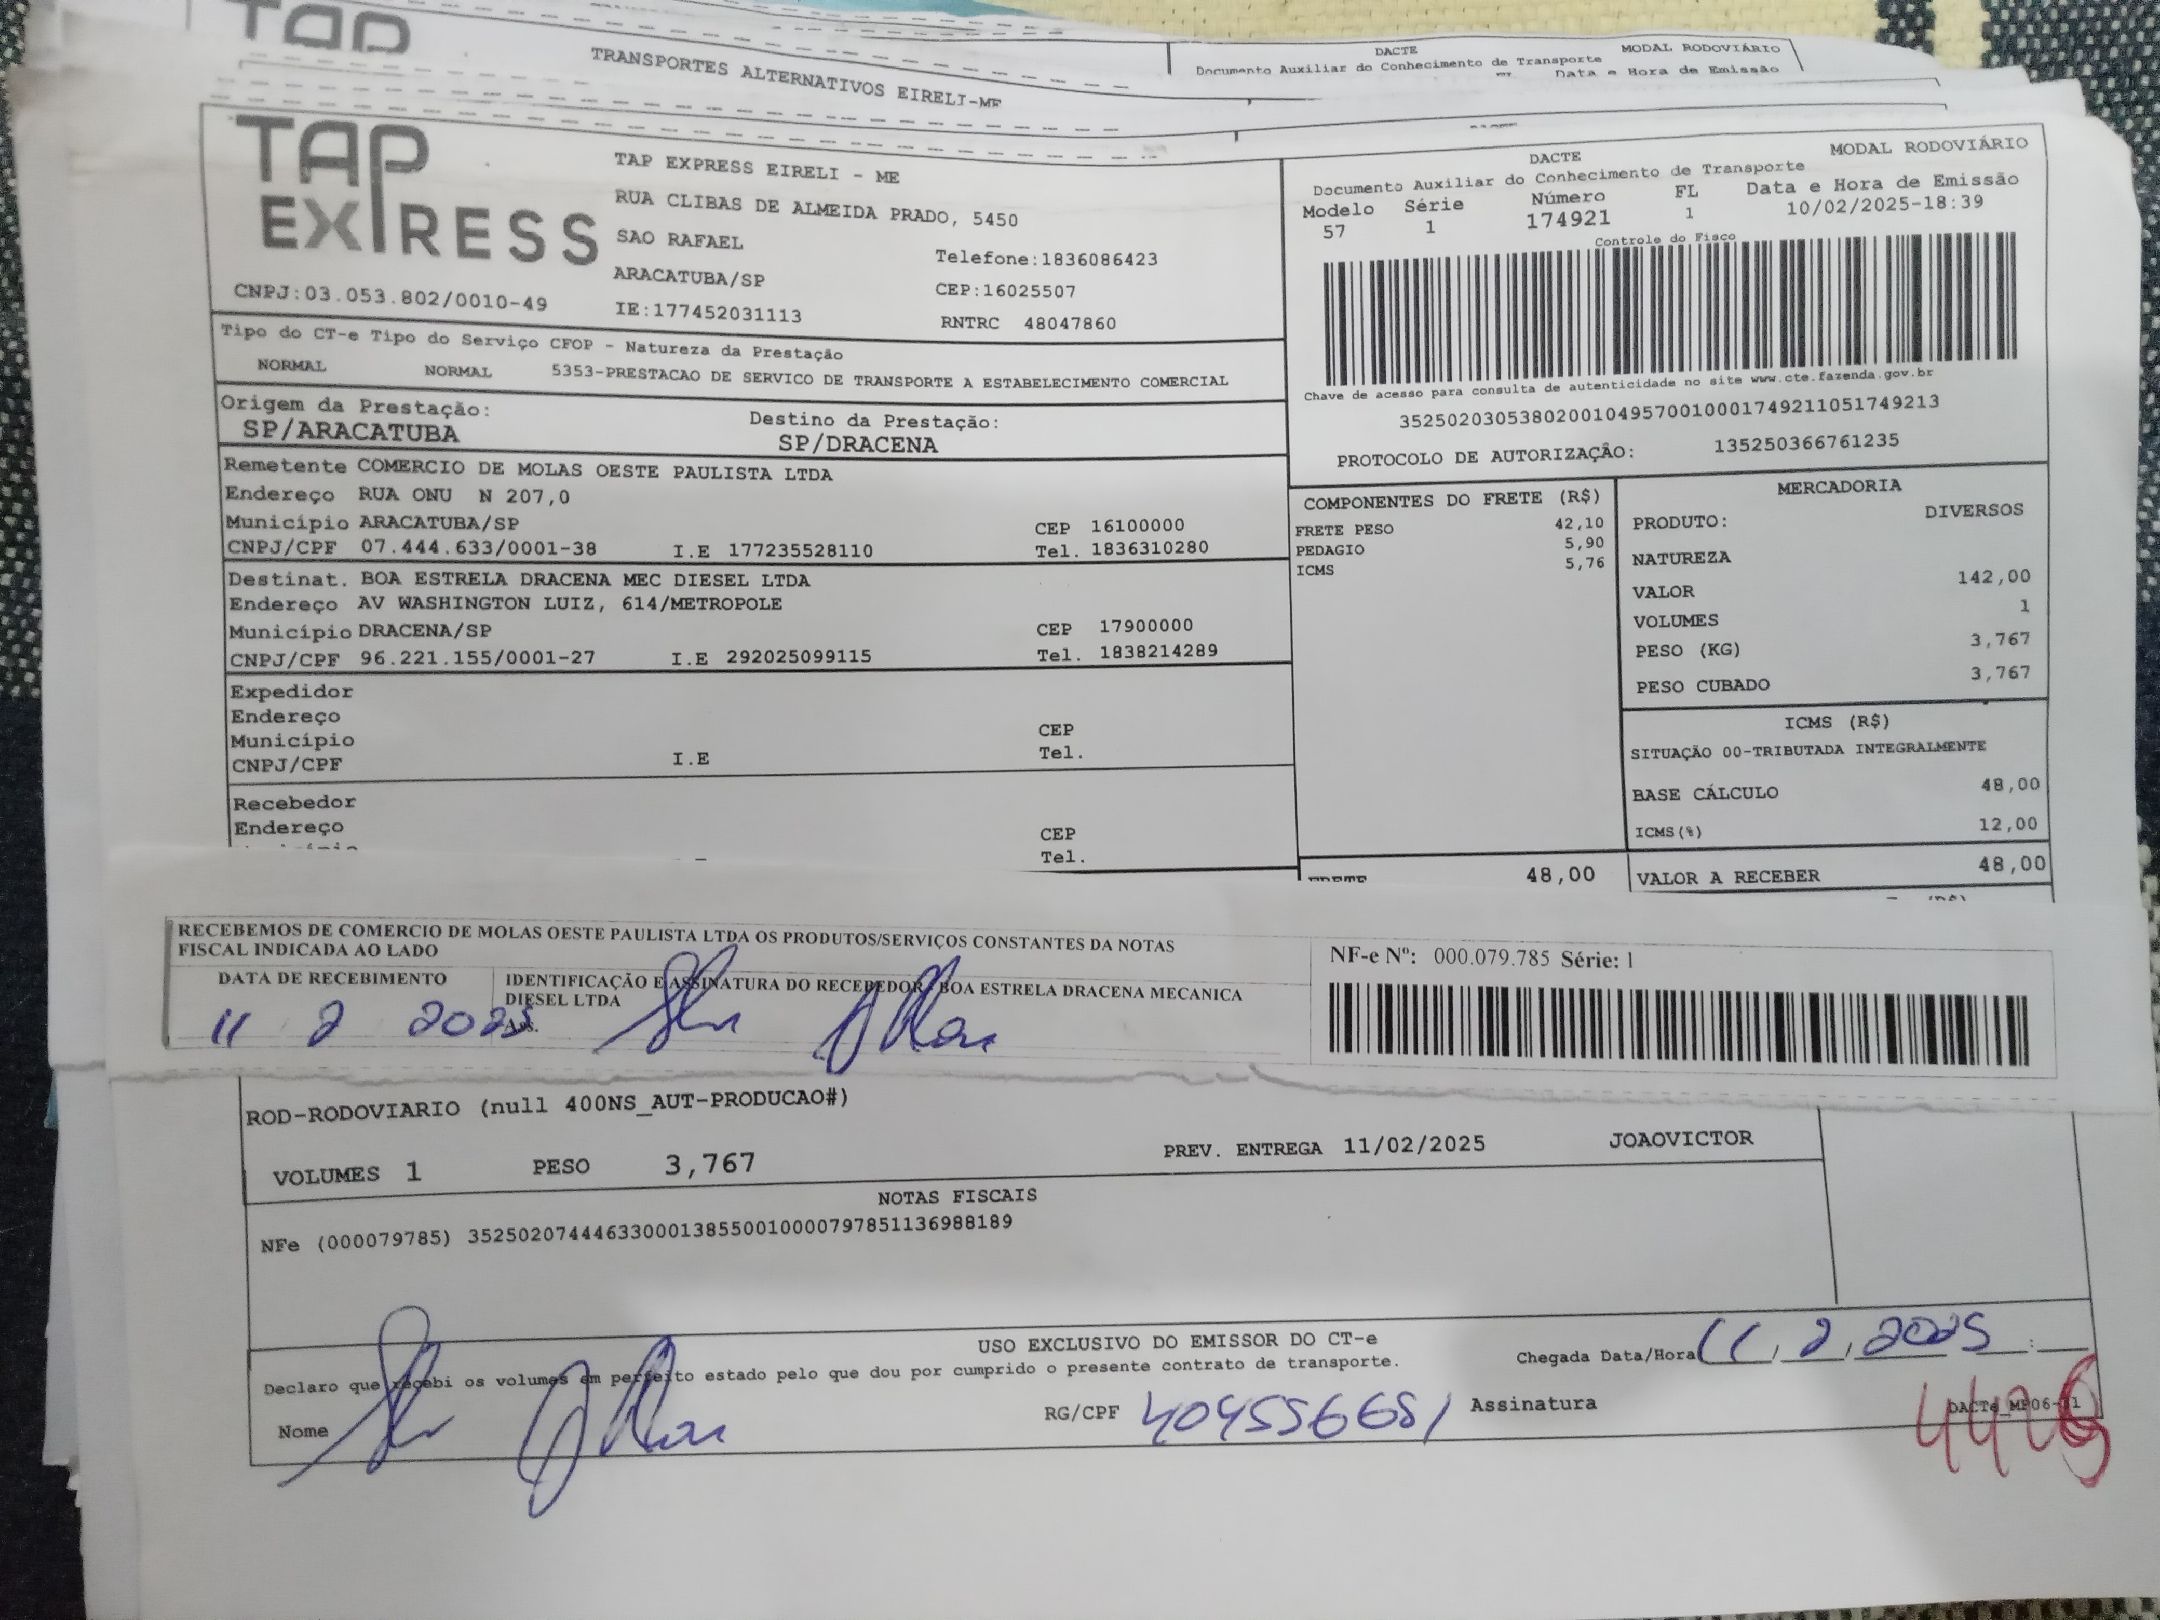 TAP
TRANSPORTES ALTERNATIVOS EIRELI-ME
DACTE
MODAL RODOVIÁRIO
Documento Auxiliar do Conhecimento de Transporte
Data e Hora de Emissão
TAP EXPRESS
CNPJ:03.053.802/0010-49
TAP EXPRESS EIRELI - ME
RUA CLIBAS DE ALMEIDA PRADO, 5450
SAO RAFAEL
Telefone:1836086423
ARACATUBA/SP
CEP:16025507
IE:177452031113
RNTRC 48047860
DACTE
MODAL RODOVIÁRIO
Documento Auxiliar do Conhecimento de Transporte
Modelo Série Número FL Data e Hora de Emissão
57 1 174921 1 10/02/2025-18:39
Controle do Fisco
Chave de acesso para consulta de autenticidade no site www.cte.fazenda.gov.br
35250203053802001049570010001749211051749213
PROTOCOLO DE AUTORIZAÇÃO: 135250366761235
Tipo do CT-e Tipo do Serviço CFOP - Natureza da Prestação
NORMAL NORMAL 5353-PRESTACAO DE SERVICO DE TRANSPORTE A ESTABELECIMENTO COMERCIAL
Origem da Prestação: Destino da Prestação:
SP/ARACATUBA SP/DRACENA
Remetente COMERCIO DE MOLAS OESTE PAULISTA LTDA
Endereço RUA ONU N 207,0
Município ARACATUBA/SP CEP 16100000
CNPJ/CPF 07.444.633/0001-38 I.E 177235528110 Tel. 1836310280
Destinat. BOA ESTRELA DRACENA MEC DIESEL LTDA
Endereço AV WASHINGTON LUIZ, 614/METROPOLE
Município DRACENA/SP CEP 17900000
CNPJ/CPF 96.221.155/0001-27 I.E 292025099115 Tel. 1838214289
Expedidor
Endereço
Município CEP
CNPJ/CPF I.E Tel.
Recebedor
Endereço CEP
Tel.
COMPONENTES DO FRETE (R$)
FRETE PESO 42,10
PEDAGIO 5,90
ICMS 5,76
FRETE 48,00
MERCADORIA
PRODUTO: DIVERSOS
NATUREZA
VALOR 142,00
VOLUMES 1
PESO (KG) 3,767
PESO CUBADO 3,767
ICMS (R$)
SITUAÇÃO 00-TRIBUTADA INTEGRALMENTE
BASE CÁLCULO 48,00
ICMS(%) 12,00
VALOR A RECEBER 48,00
RECEBEMOS DE COMERCIO DE MOLAS OESTE PAULISTA LTDA OS PRODUTOS/SERVIÇOS CONSTANTES DA NOTAS
FISCAL INDICADA AO LADO
DATA DE RECEBIMENTO
11 2 2025
IDENTIFICAÇÃO E ASSINATURA DO RECEBEDOR BOA ESTRELA DRACENA MECANICA
DIESEL LTDA
NF-e Nº: 000.079.785 Série: 1
ROD-RODOVIARIO (null 400NS_AUT-PRODUCAO#)
VOLUMES 1 PESO 3,767 PREV. ENTREGA 11/02/2025 JOAOVICTOR
NOTAS FISCAIS
NFe (000079785) 35250207444633000138550010000797851136988189
USO EXCLUSIVO DO EMISSOR DO CT-e
Declaro que recebi os volumes em perfeito estado pelo que dou por cumprido o presente contrato de transporte.
Chegada Data/Hora 11, 2, 2025 :
Nome
RG/CPF 404556681
Assinatura